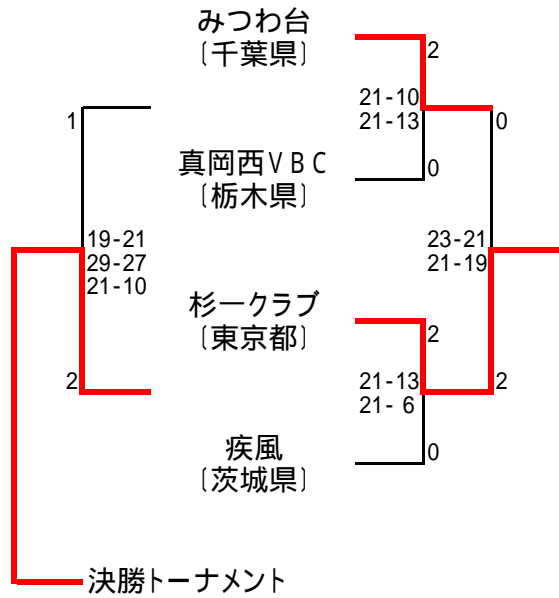 みつわ台
〔千葉県〕
2
21-10
21-13
0
1
0
真岡西VBC
〔栃木県〕
19-21
29-27
21-10
23-21
21-19
杉一クラブ
〔東京都〕
2
21-13
21- 6
2
2
0
疾風
〔茨城県〕
決勝トーナメント